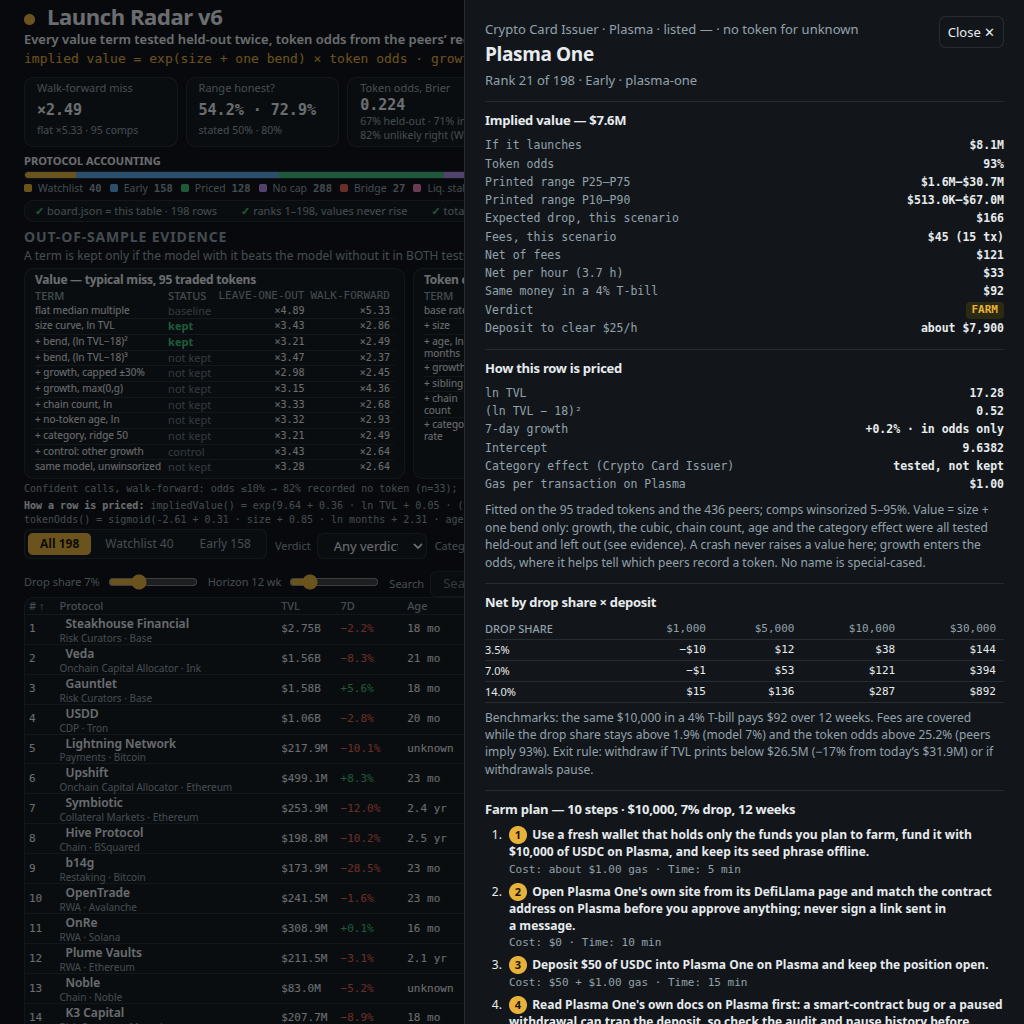 Launch Radar v6
Every value term tested held-out twice, token odds from the peers’ re
implied value = exp(size + one bend) × token odds · grow
Walk-forward miss
×2.49
flat ×5.33 · 95 comps
Range honest?
54.2% · 72.9%
stated 50% · 80%
Token odds, Brier
0.224
67% held-out · 71% in
82% unlikely right (W
PROTOCOL ACCOUNTING
Watchlist 40 Early 158 Priced 128 No cap 288 Bridge 27 Liq. stal
✓ board.json = this table · 198 rows ✓ ranks 1–198, values never rise ✓ tota
OUT-OF-SAMPLE EVIDENCE
A term is kept only if the model with it beats the model without it in BOTH test
Value — typical miss, 95 traded tokens
TERM STATUS LEAVE-ONE-OUT WALK-FORWARD
flat median multiple baseline ×4.89 ×5.33
size curve, ln TVL kept ×3.43 ×2.86
+ bend, (ln TVL−18)² kept ×3.21 ×2.49
+ bend, (ln TVL−18)³ not kept ×3.47 ×2.37
+ growth, capped ±30% not kept ×2.98 ×2.45
+ growth, max(0,g) not kept ×3.15 ×4.36
+ chain count, ln not kept ×3.33 ×2.68
+ no-token age, ln not kept ×3.32 ×2.93
+ category, ridge 50 not kept ×3.21 ×2.49
+ control: other growth control ×3.43 ×2.64
same model, unwinsorized not kept ×3.28 ×2.64
Token o
TERM
base rate
+ size
+ age, ln
months
+ growth
+ sibling
+ chain
count
+ catego
rate
Confident calls, walk-forward: odds ≤10% → 82% recorded no token (n=33);
How a row is priced: impliedValue() = exp(9.64 + 0.36 · ln TVL + 0.05 · (
tokenOdds() = sigmoid(-2.61 + 0.31 · size + 0.85 · ln months + 2.31 · age
All 198 Watchlist 40 Early 158 Verdict Any verdic Categ
Drop share 7% Horizon 12 wk Search Sea
# ↑ Protocol TVL 7D Age
1 Steakhouse Financial $2.75B −2.2% 18 mo
Risk Curators · Base
2 Veda $1.56B −8.3% 21 mo
Onchain Capital Allocator · Ink
3 Gauntlet $1.58B +5.6% 18 mo
Risk Curators · Base
4 USDD $1.06B −2.8% 20 mo
CDP · Tron
5 Lightning Network $217.9M −10.1% unknown
Payments · Bitcoin
6 Upshift $499.1M +8.3% 23 mo
Onchain Capital Allocator · Ethereum
7 Symbiotic $253.9M −12.0% 2.4 yr
Collateral Markets · Ethereum
8 Hive Protocol $198.8M −10.2% 2.5 yr
Chain · BSquared
9 b14g $173.9M −28.5% 23 mo
Restaking · Bitcoin
10 OpenTrade $241.5M −1.6% 23 mo
RWA · Avalanche
11 OnRe $308.9M +0.1% 16 mo
RWA · Solana
12 Plume Vaults $211.5M −3.1% 2.1 yr
RWA · Ethereum
13 Noble $83.0M −5.2% unknown
Chain · Noble
14 K3 Capital $207.7M −8.9% 18 mo
Crypto Card Issuer · Plasma · listed — · no token for unknown
Close ✕
Plasma One
Rank 21 of 198 · Early · plasma-one
Implied value — $7.6M
If it launches $8.1M
Token odds 93%
Printed range P25–P75 $1.6M–$30.7M
Printed range P10–P90 $513.0K–$67.0M
Expected drop, this scenario $166
Fees, this scenario $45 (15 tx)
Net of fees $121
Net per hour (3.7 h) $33
Same money in a 4% T-bill $92
Verdict FARM
Deposit to clear $25/h about $7,900
How this row is priced
ln TVL 17.28
(ln TVL − 18)² 0.52
7-day growth +0.2% · in odds only
Intercept 9.6382
Category effect (Crypto Card Issuer) tested, not kept
Gas per transaction on Plasma $1.00
Fitted on the 95 traded tokens and the 436 peers; comps winsorized 5–95%. Value = size +
one bend only: growth, the cubic, chain count, age and the category effect were all tested
held-out and left out (see evidence). A crash never raises a value here; growth enters the
odds, where it helps tell which peers record a token. No name is special-cased.
Net by drop share × deposit
DROP SHARE $1,000 $5,000 $10,000 $30,000
3.5% −$10 $12 $38 $144
7.0% −$1 $53 $121 $394
14.0% $15 $136 $287 $892
Benchmarks: the same $10,000 in a 4% T-bill pays $92 over 12 weeks. Fees are covered
while the drop share stays above 1.9% (model 7%) and the token odds above 25.2% (peers
imply 93%). Exit rule: withdraw if TVL prints below $26.5M (−17% from today’s $31.9M) or if
withdrawals pause.
Farm plan — 10 steps · $10,000, 7% drop, 12 weeks
1. 1 Use a fresh wallet that holds only the funds you plan to farm, fund it with
$10,000 of USDC on Plasma, and keep its seed phrase offline.
Cost: about $1.00 gas · Time: 5 min
2. 2 Open Plasma One's own site from its DefiLlama page and match the contract
address on Plasma before you approve anything; never sign a link sent in
a message.
Cost: $0 · Time: 10 min
3. 3 Deposit $50 of USDC into Plasma One on Plasma and keep the position open.
Cost: $50 + $1.00 gas · Time: 15 min
4. 4 Read Plasma One's own docs on Plasma first: a smart-contract bug or a paused
withdrawal can trap the deposit, so check the audit and pause history before